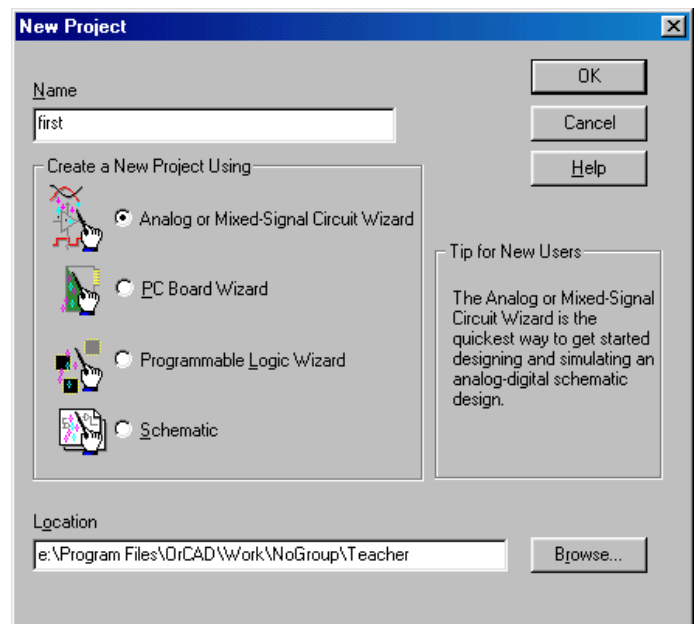 New Project
Name
OK
first
Cancel
Create a New Project Using
Help
Analog or Mixed-Signal Circuit Wizard
PC Board Wizard
Programmable Logic Wizard
Schematic
Tip for New Users
The Analog or Mixed-Signal
Circuit Wizard is the
quickest way to get started
designing and simulating an
analog-digital schematic
design.
Location
e:\Program Files\OrCAD\Work\NoGroup\Teacher
Browse...